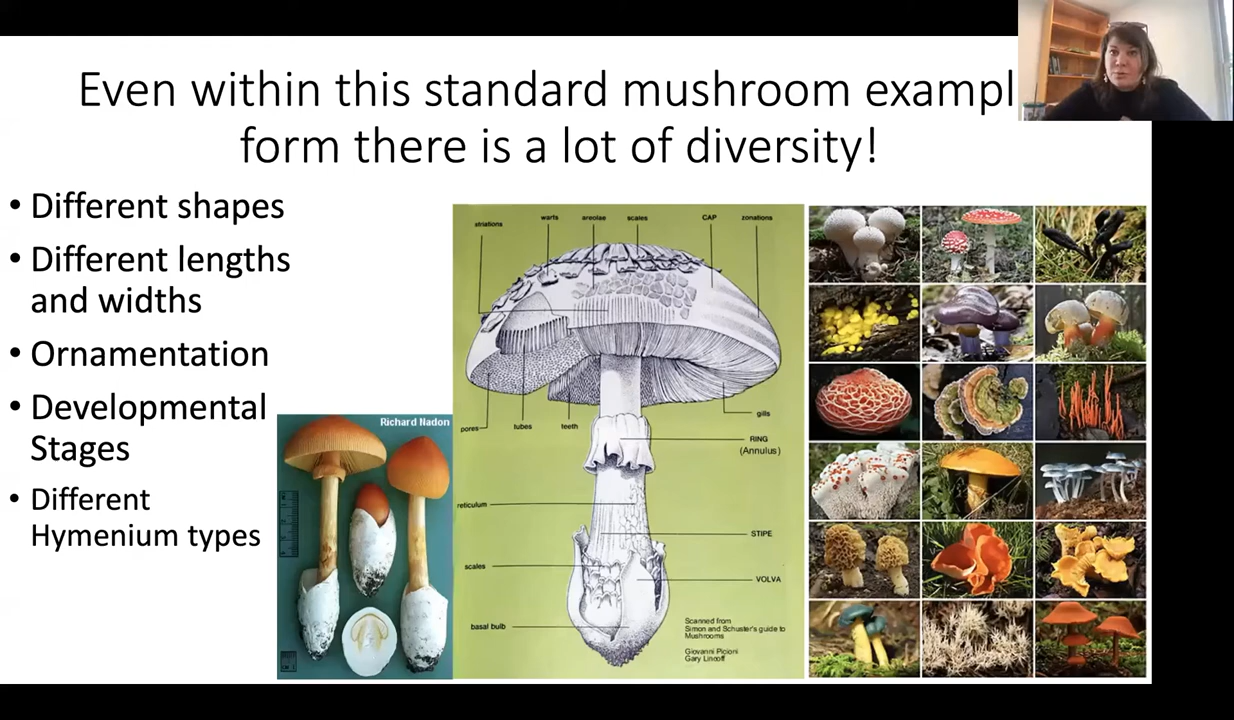 Even within this standard mushroom exampl
form there is a lot of diversity!
• Different shapes
• Different lengths
and widths
• Ornamentation
• Developmental
Stages
• Different
Hymenium types
Richard Nadon
striations
warts
areolae
scales
CAP
zonations
pores
tubes
teeth
gills
RING
(Annulus)
reticulum
STIPE
scales
VOLVA
basal bulb
Scanned from
Simon and Schuster's guide to
Mushrooms
Giovanni Picioni
Gary Lincoff